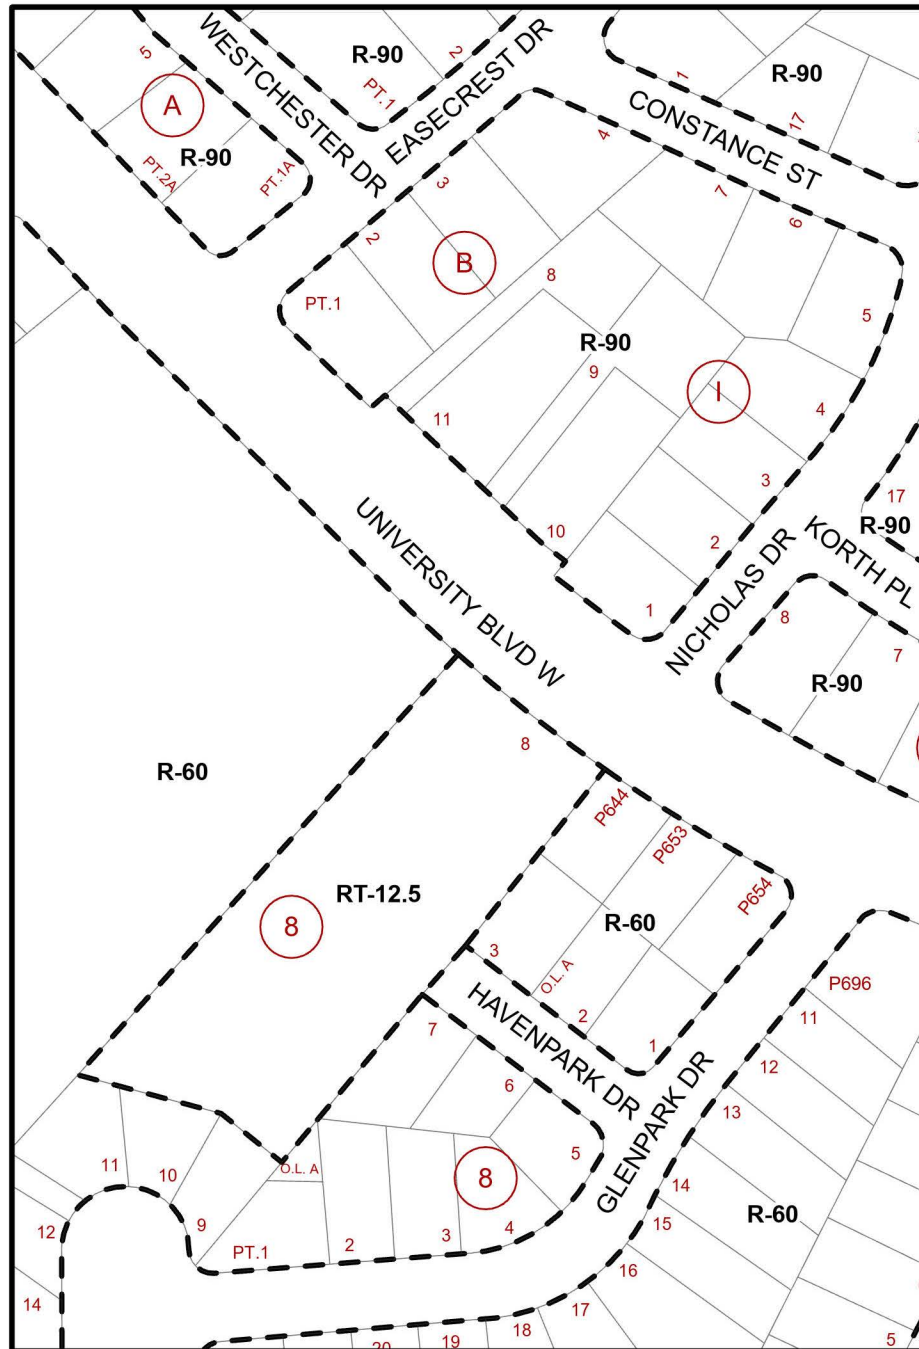 WESTCHESTER DR
R-90
2
PT.1
EASECREST DR
1
R-90
17
CONSTANCE ST
5
A
R-90
PT.2A
PT.1A
4
3
7
6
2
B
8
PT.1
5
R-90
9
I
11
4
3
17
R-90
10
2
UNIVERSITY BLVD W
NICHOLAS DR
KORTH PL
1
8
7
R-90
8
R-60
P644
P653
P654
RT-12.5
8
R-60
3
O.L. A
P696
HAVENPARK DR
2
11
7
1
12
GLENPARK DR
6
13
5
O.L. A
8
11
10
14
R-60
12
9
4
15
PT.1
2
3
16
14
17
18
19
20
5